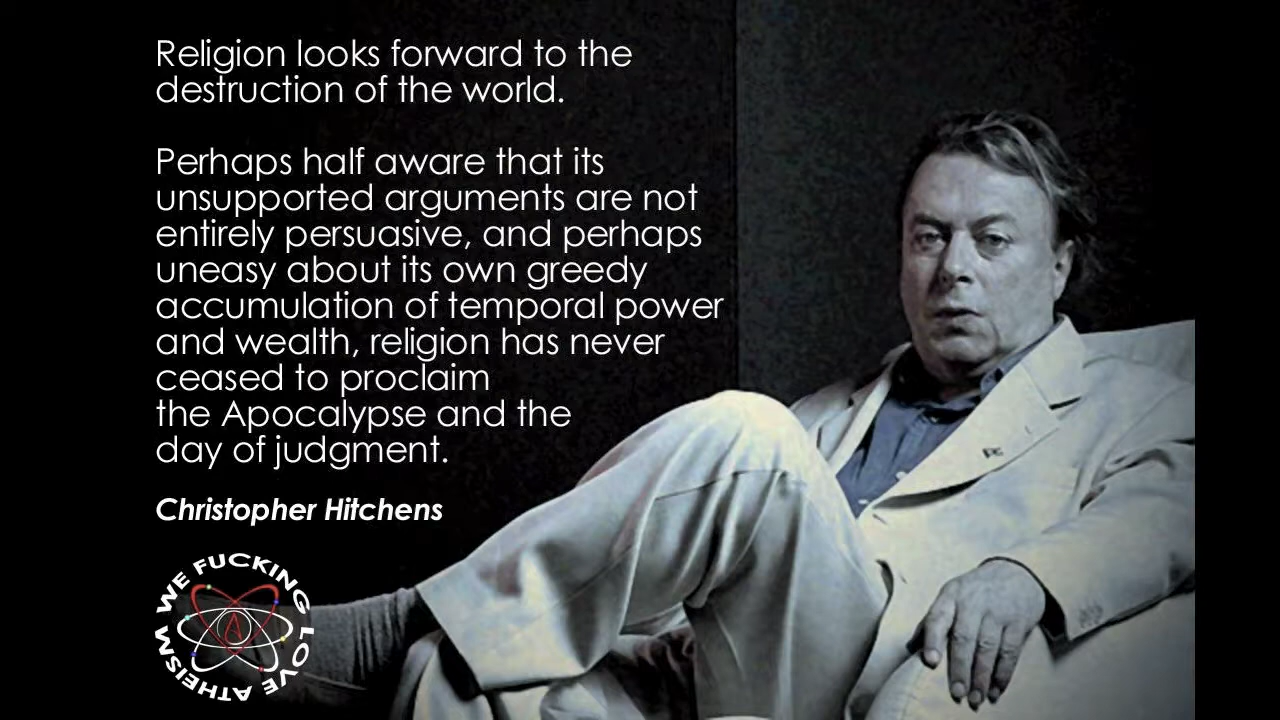 Religion looks forward to the
destruction of the world.
Perhaps half aware that its
unsupported arguments are not
entirely persuasive, and perhaps
uneasy about its own greedy
accumulation of temporal power
and wealth, religion has never
ceased to proclaim
the Apocalypse and the
day of judgment.
Christopher Hitchens
WE FUCKING LOVE ATHEISM
A